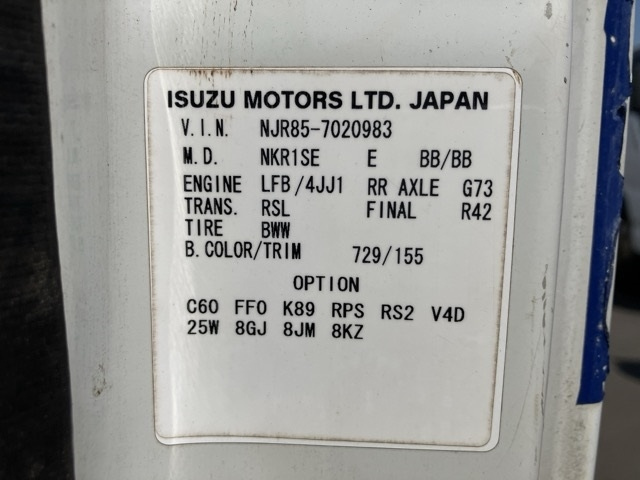 ISUZU MOTORS LTD. JAPAN
V.I.N. NJR85-7020983
M.D. NKR1SE E BB/BB
ENGINE LFB/4JJ1 RR AXLE G73
TRANS. RSL FINAL R42
TIRE BWW
B.COLOR/TRIM 729/155
OPTION
C60 FF0 K89 RPS RS2 V4D
25W 8GJ 8JM 8KZ